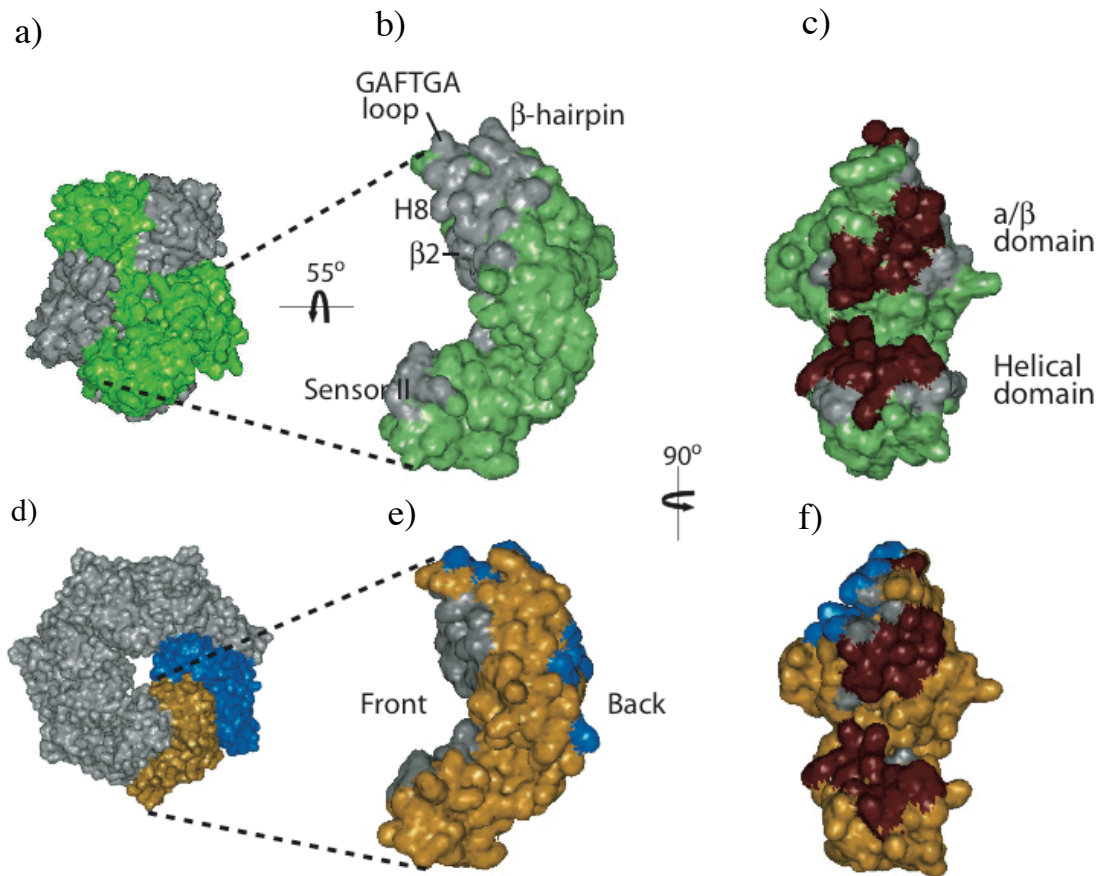 a)
b)
c)
GAFTGA
loop
β-hairpin
H8
β2
55°
Sensor II
a/β
domain
Helical
domain
90°
d)
e)
f)
Front
Back